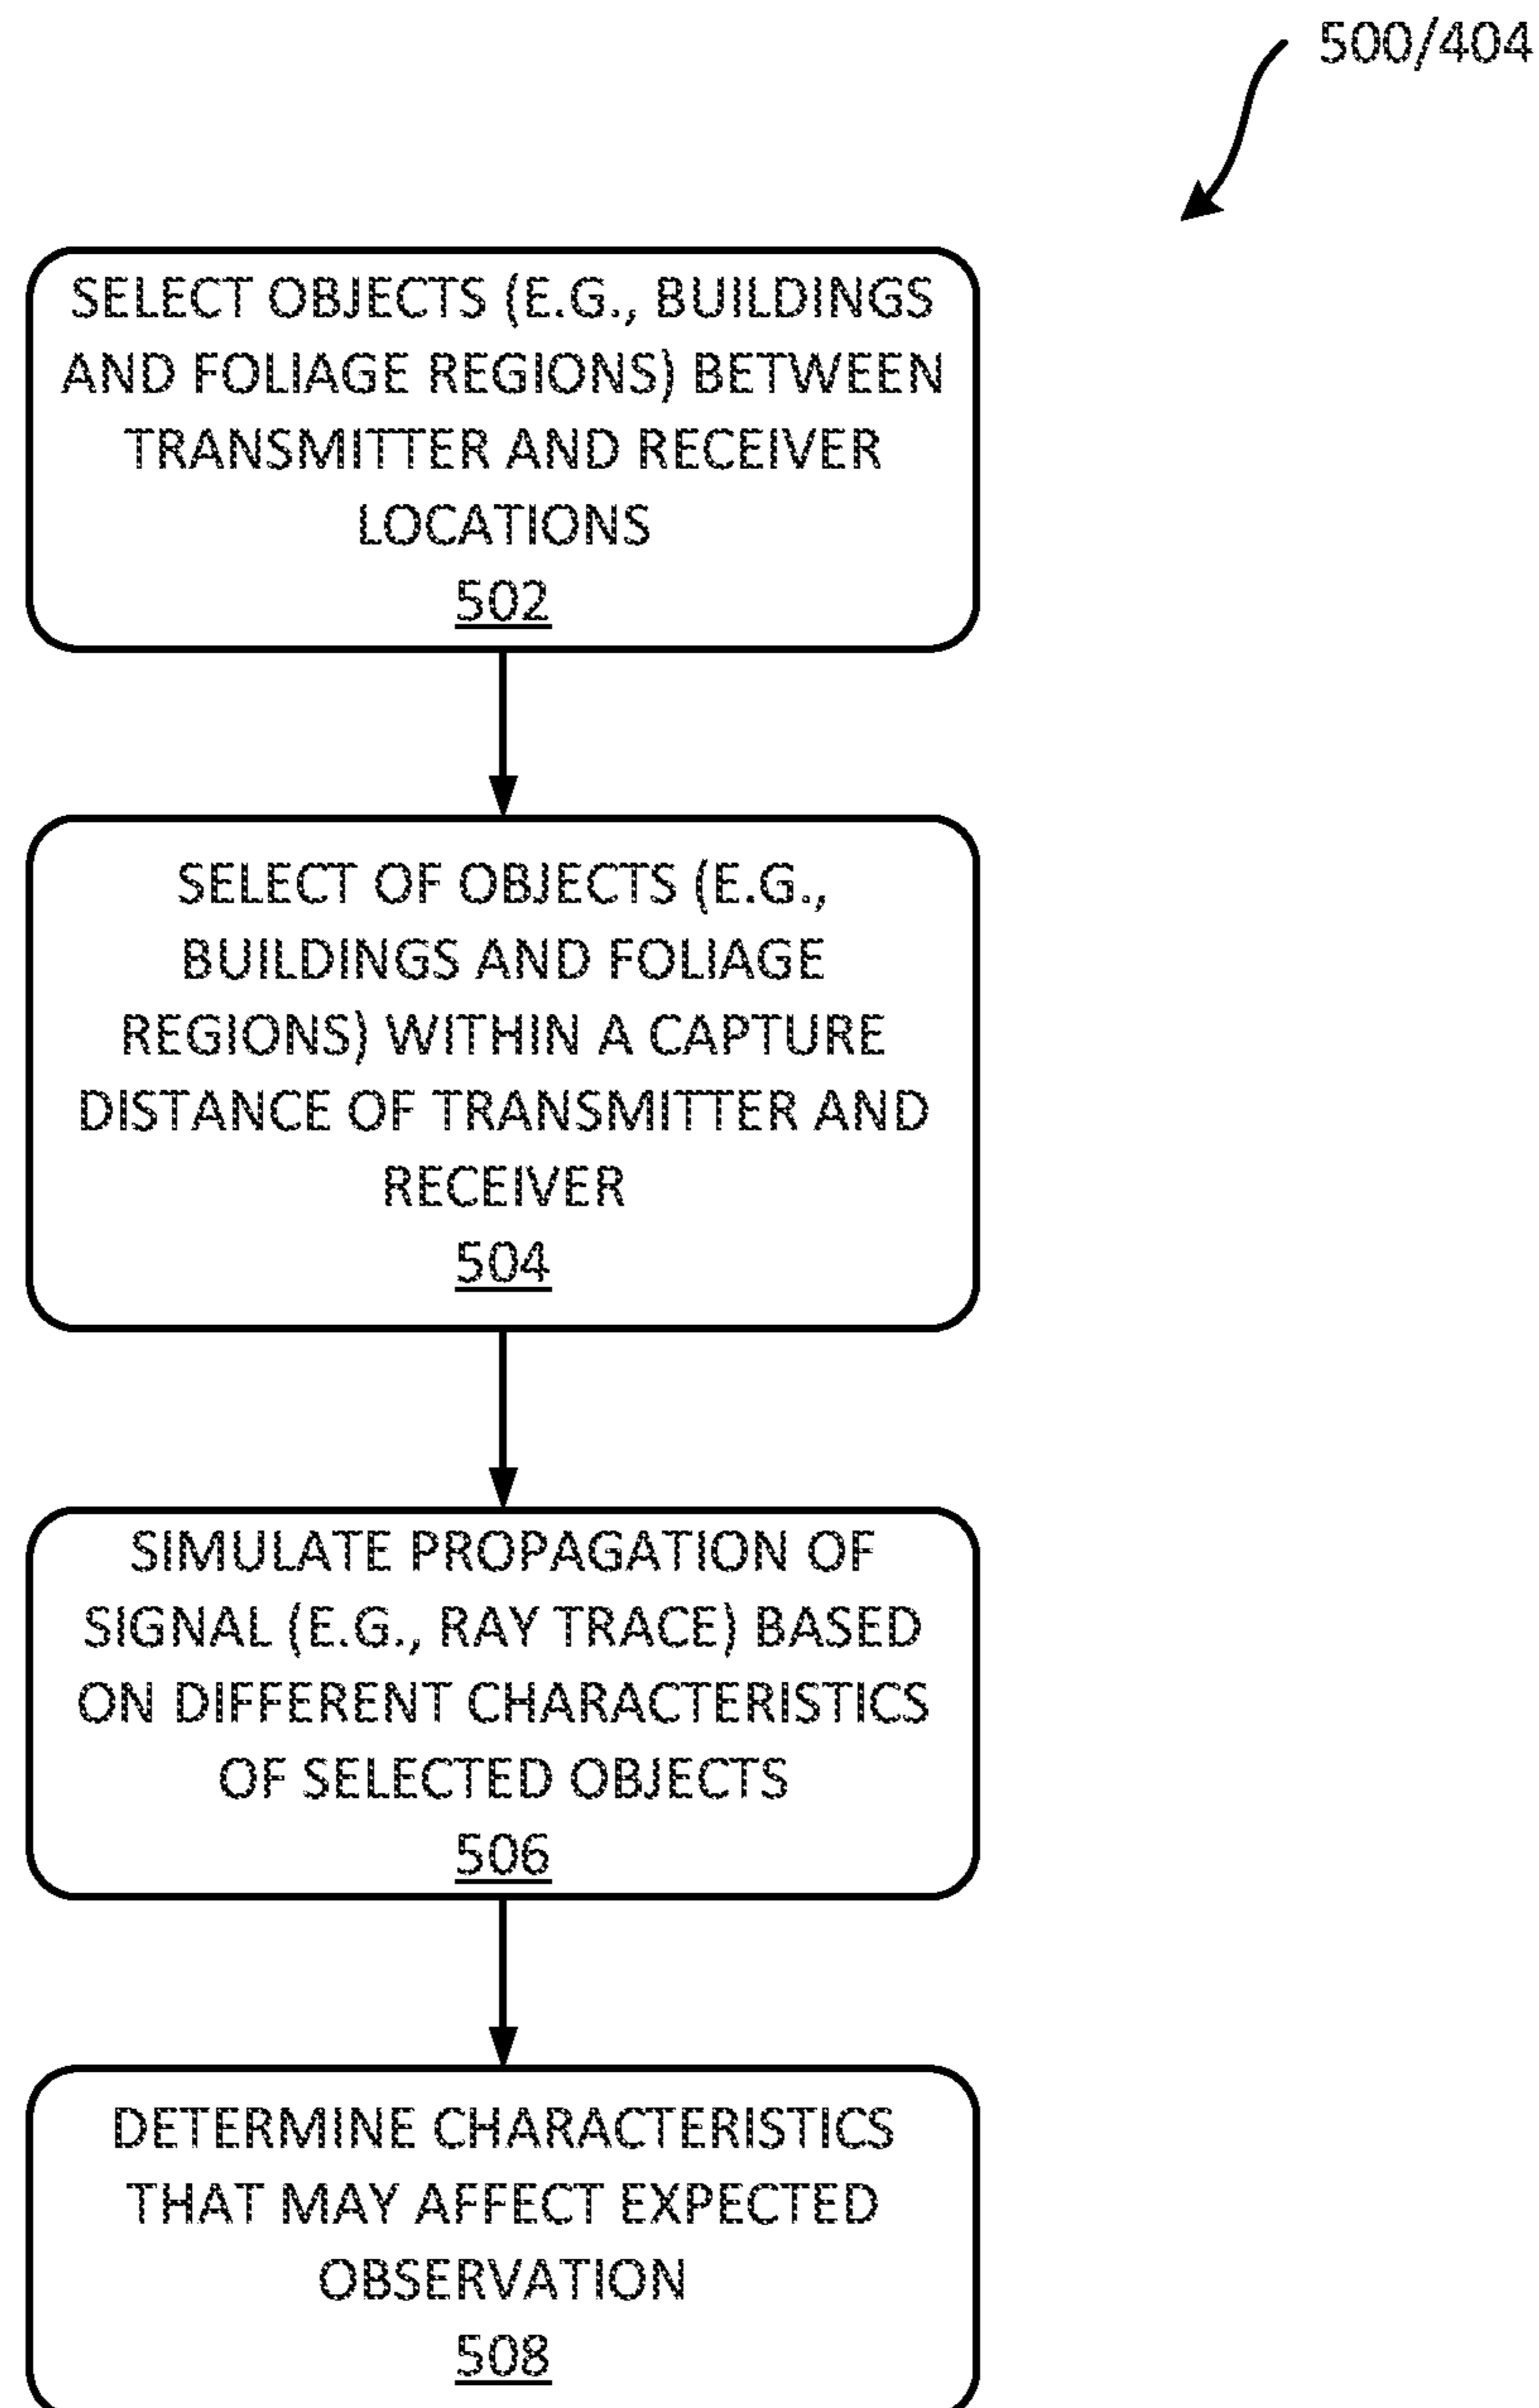 500/404
SELECT OBJECTS (E.G., BUILDINGS
AND FOLIAGE REGIONS) BETWEEN
TRANSMITTER AND RECEIVER
LOCATIONS
502
SELECT OF OBJECTS (E.G.,
BUILDINGS AND FOLIAGE
REGIONS) WITHIN A CAPTURE
DISTANCE OF TRANSMITTER AND
RECEIVER
504
SIMULATE PROPAGATION OF
SIGNAL (E.G., RAY TRACE) BASED
ON DIFFERENT CHARACTERISTICS
OF SELECTED OBJECTS
506
DETERMINE CHARACTERISTICS
THAT MAY AFFECT EXPECTED
OBSERVATION
508